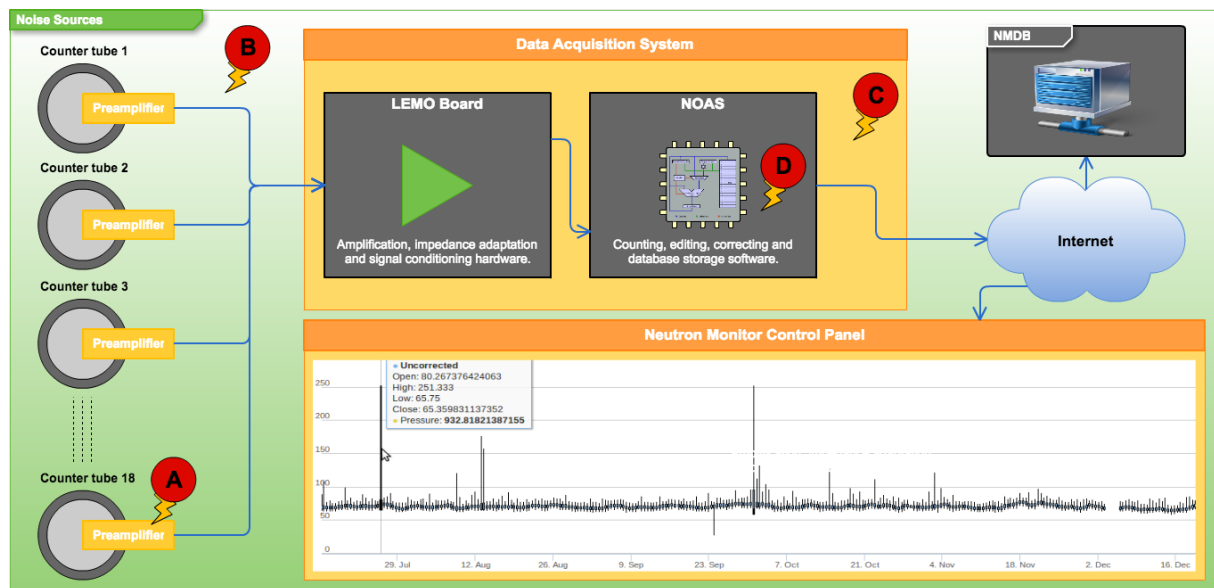 Noise Sources
Counter tube 1
Preamplifier
Counter tube 2
Preamplifier
Counter tube 3
Preamplifier
Counter tube 18
Preamplifier
A
B
Data Acquisition System
LEMO Board
Amplification, impedance adaptation
and signal conditioning hardware.
NOAS
Counting, editing, correcting and
database storage software.
C
D
NMDB
Internet
Neutron Monitor Control Panel
Uncorrected
Open: 80.267376424063
High: 251.333
Low: 65.75
Close: 65.359831137352
Pressure: 932.81821387155
250
200
150
100
50
0
29. Jul
12. Aug
26. Aug
9. Sep
23. Sep
7. Oct
21. Oct
4. Nov
18. Nov
2. Dec
16. Dec